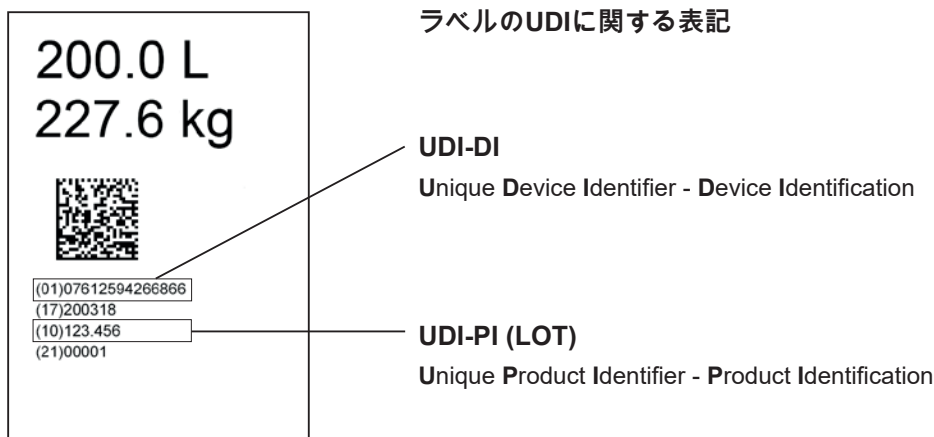 ラベルのUDIに関する表記
200.0 L
227.6 kg
UDI-DI
Unique Device Identifier - Device Identification
(01)07612594266866
(17)200318
(10)123.456
(21)00001
UDI-PI (LOT)
Unique Product Identifier - Product Identification